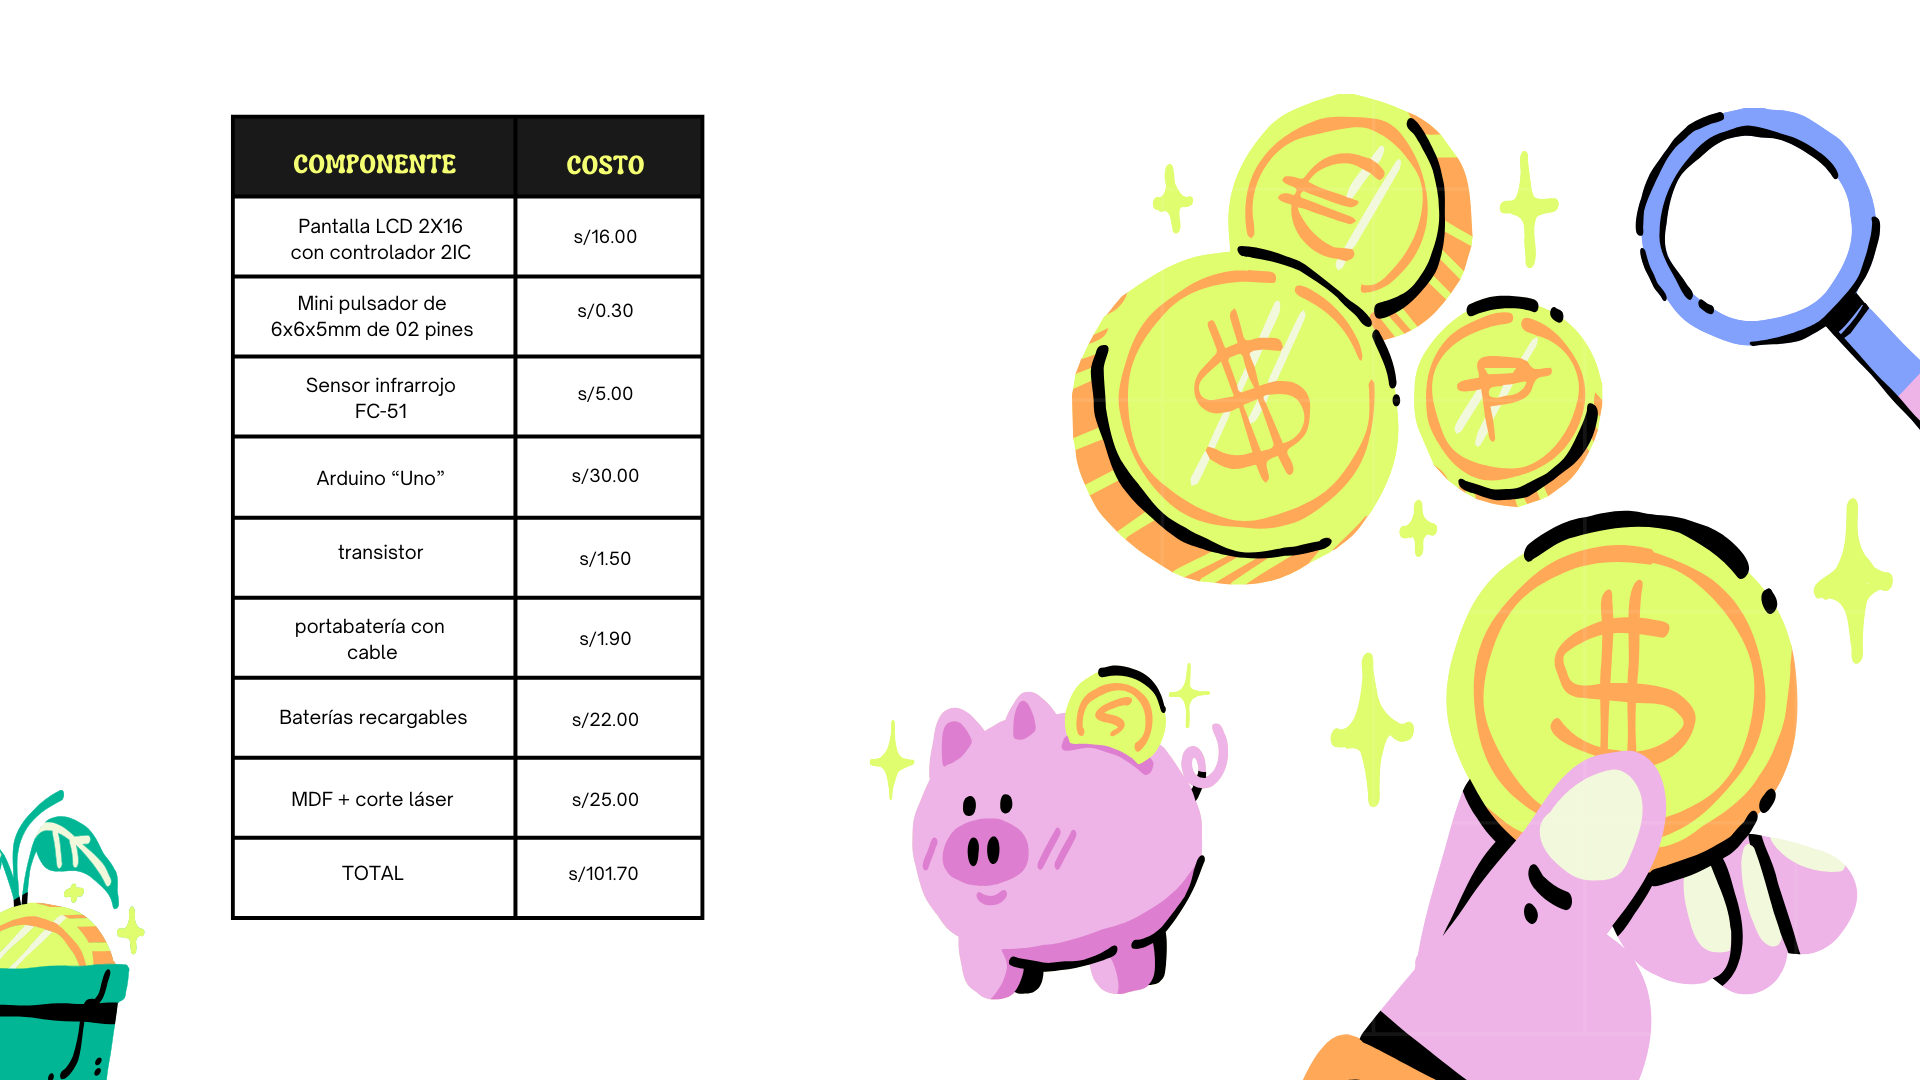 COMPONENTE COSTO
Pantalla LCD 2X16
con controlador 2IC
s/16.00
Mini pulsador de
6x6x5mm de 02 pines
s/0.30
Sensor infrarrojo
FC-51
s/5.00
Arduino “Uno”
s/30.00
transistor
s/1.50
portabatería con
cable
s/1.90
Baterías recargables
s/22.00
MDF + corte láser
s/25.00
TOTAL
s/101.70